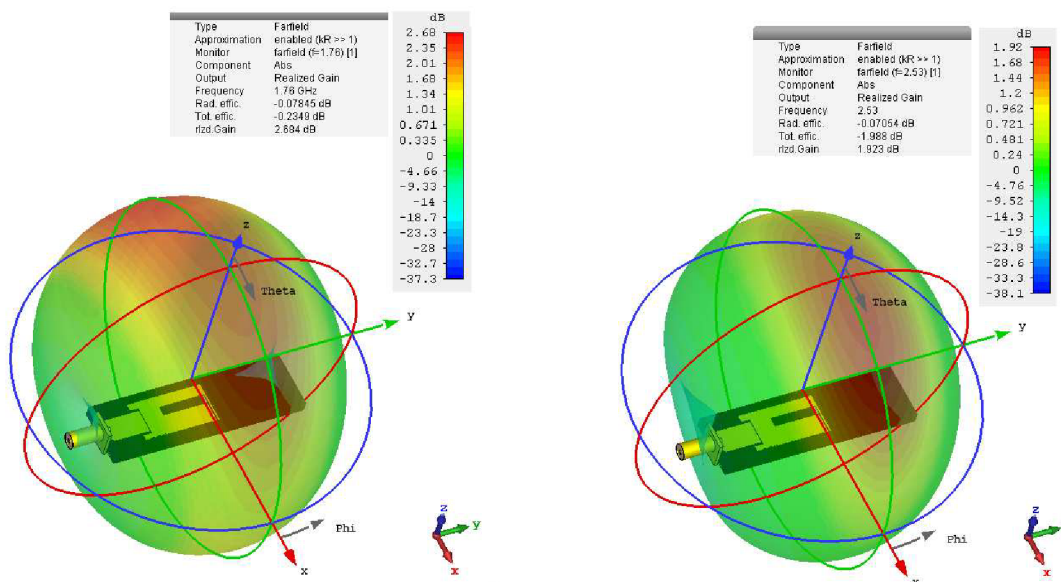 Type Farfield
Approximation enabled (kR >> 1)
Monitor farfield (f=1.76) [1]
Component Abs
Output Realized Gain
Frequency 1.76 GHz
Rad. effic. -0.07845 dB
Tot. effic. -0.2349 dB
rlzd.Gain 2.684 dB
dB
2.68
2.35
2.01
1.68
1.34
1.01
0.671
0.335
0
-4.66
-9.33
-14
-18.7
-23.3
-28
-32.7
-37.3
z
Theta
y
Phi
x
z
y
x
Type Farfield
Approximation enabled (kR >> 1)
Monitor farfield (f=2.53) [1]
Component Abs
Output Realized Gain
Frequency 2.53
Rad. effic. -0.07054 dB
Tot. effic. -1.988 dB
rlzd.Gain 1.923 dB
dB
1.92
1.68
1.44
1.2
0.962
0.721
0.481
0.24
0
-4.76
-9.52
-14.3
-19
-23.8
-28.6
-33.3
-38.1
z
Theta
y
Phi
x
z
y
x